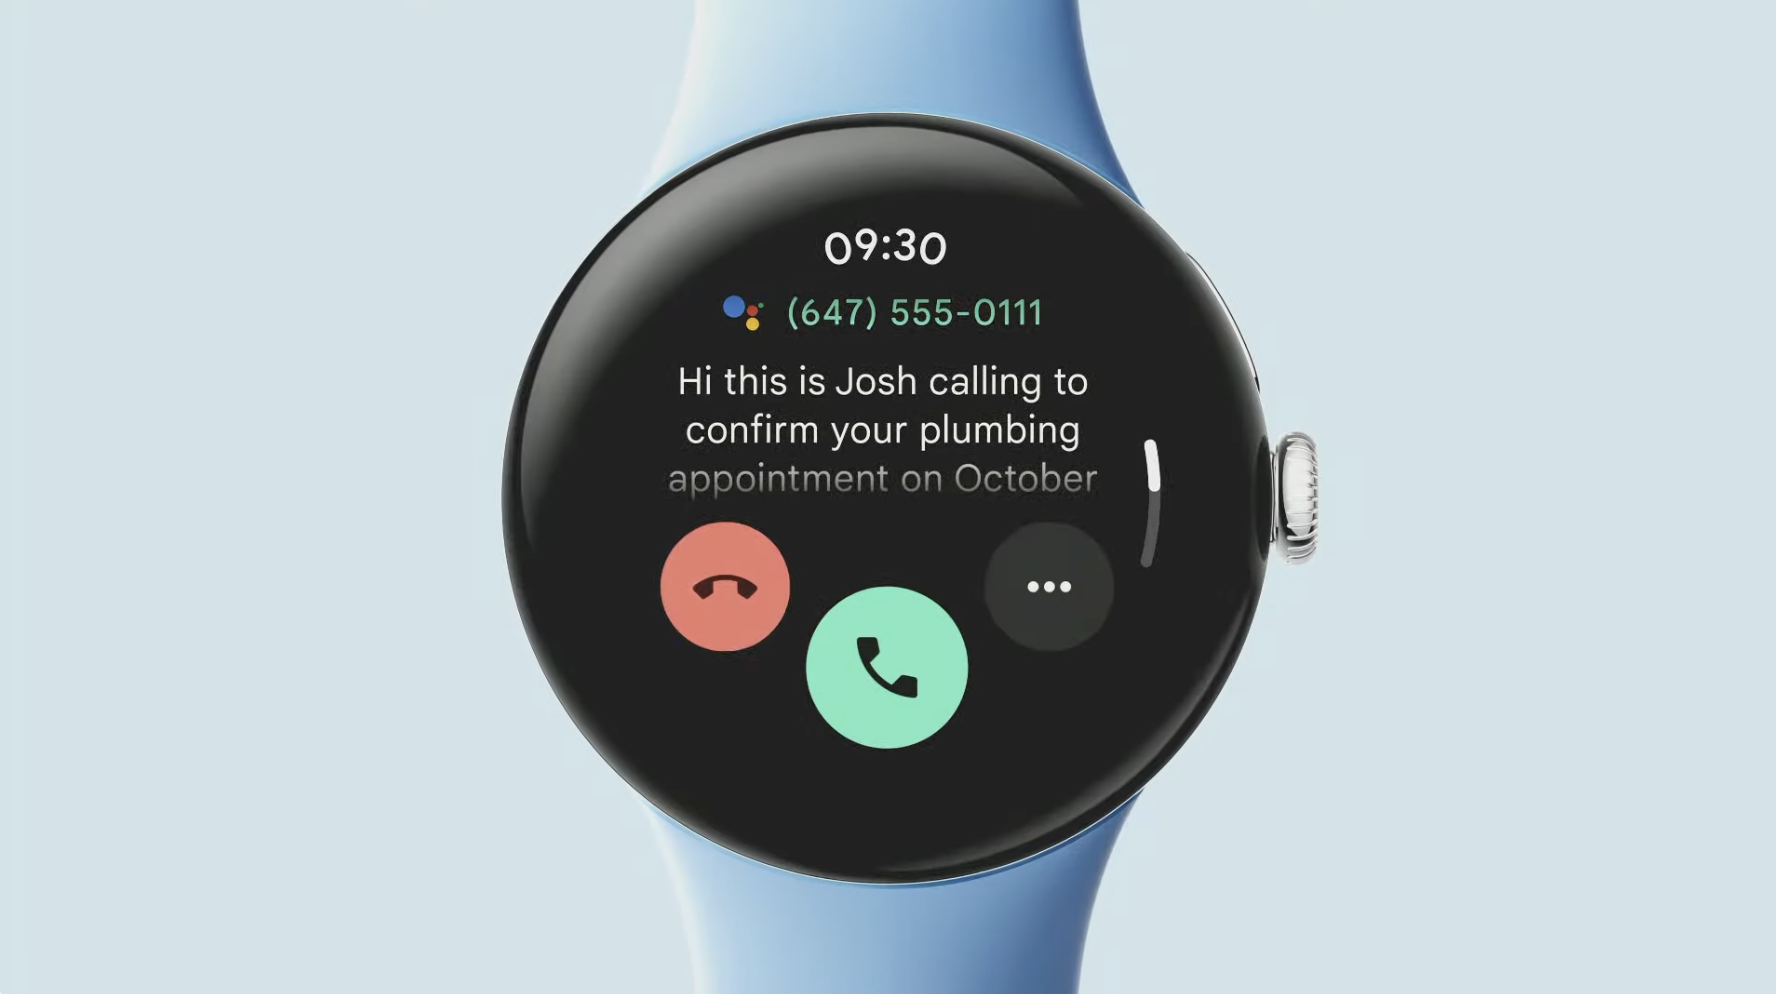 09:30
(647) 555-0111
Hi this is Josh calling to
confirm your plumbing
appointment on October